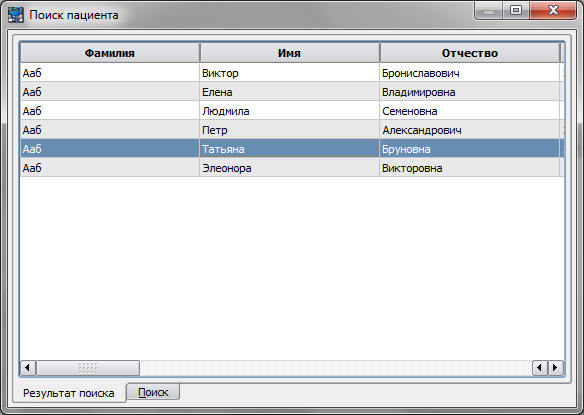 Поиск пациента
Фамилия Имя Отчество
Ааб Виктор Брониславович
Ааб Елена Владимировна
Ааб Людмила Семеновна
Ааб Петр Александрович
Ааб Татьяна Бруновна
Ааб Элеонора Викторовна
Результат поиска Поиск